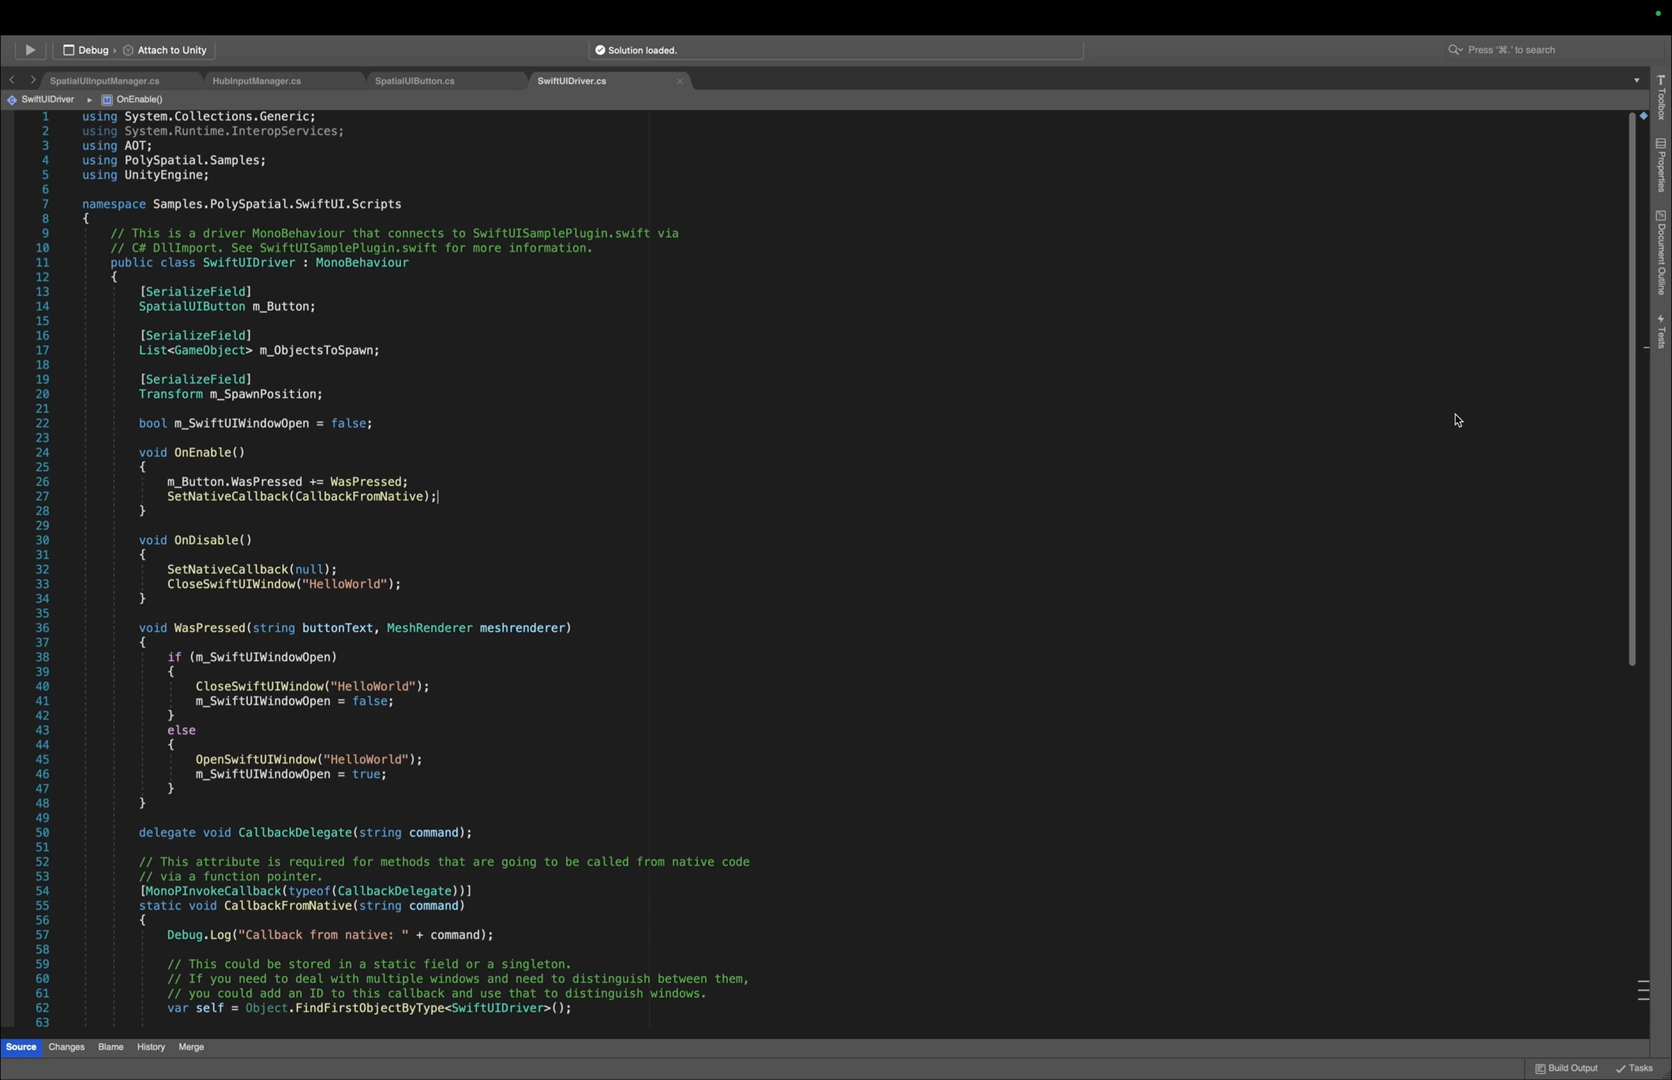 Debug › Attach to Unity
Solution loaded.
Press '⌘.' to search
SpatialUIInputManager.cs
HubInputManager.cs
SpatialUIButton.cs
SwiftUIDriver.cs
SwiftUIDriver
OnEnable()
1 using System.Collections.Generic;
2 using System.Runtime.InteropServices;
3 using AOT;
4 using PolySpatial.Samples;
5 using UnityEngine;
6
7 namespace Samples.PolySpatial.SwiftUI.Scripts
8 {
9 // This is a driver MonoBehaviour that connects to SwiftUISamplePlugin.swift via
10 // C# DllImport. See SwiftUISamplePlugin.swift for more information.
11 public class SwiftUIDriver : MonoBehaviour
12 {
13 [SerializeField]
14 SpatialUIButton m_Button;
15
16 [SerializeField]
17 List<GameObject> m_ObjectsToSpawn;
18
19 [SerializeField]
20 Transform m_SpawnPosition;
21
22 bool m_SwiftUIWindowOpen = false;
23
24 void OnEnable()
25 {
26 m_Button.WasPressed += WasPressed;
27 SetNativeCallback(CallbackFromNative);
28 }
29
30 void OnDisable()
31 {
32 SetNativeCallback(null);
33 CloseSwiftUIWindow("HelloWorld");
34 }
35
36 void WasPressed(string buttonText, MeshRenderer meshrenderer)
37 {
38 if (m_SwiftUIWindowOpen)
39 {
40 CloseSwiftUIWindow("HelloWorld");
41 m_SwiftUIWindowOpen = false;
42 }
43 else
44 {
45 OpenSwiftUIWindow("HelloWorld");
46 m_SwiftUIWindowOpen = true;
47 }
48 }
49
50 delegate void CallbackDelegate(string command);
51
52 // This attribute is required for methods that are going to be called from native code
53 // via a function pointer.
54 [MonoPInvokeCallback(typeof(CallbackDelegate))]
55 static void CallbackFromNative(string command)
56 {
57 Debug.Log("Callback from native: " + command);
58
59 // This could be stored in a static field or a singleton.
60 // If you need to deal with multiple windows and need to distinguish between them,
61 // you could add an ID to this callback and use that to distinguish windows.
62 var self = Object.FindFirstObjectByType<SwiftUIDriver>();
63
Toolbox
Properties
Document Outline
Tests
Source
Changes
Blame
History
Merge
Build Output
Tasks